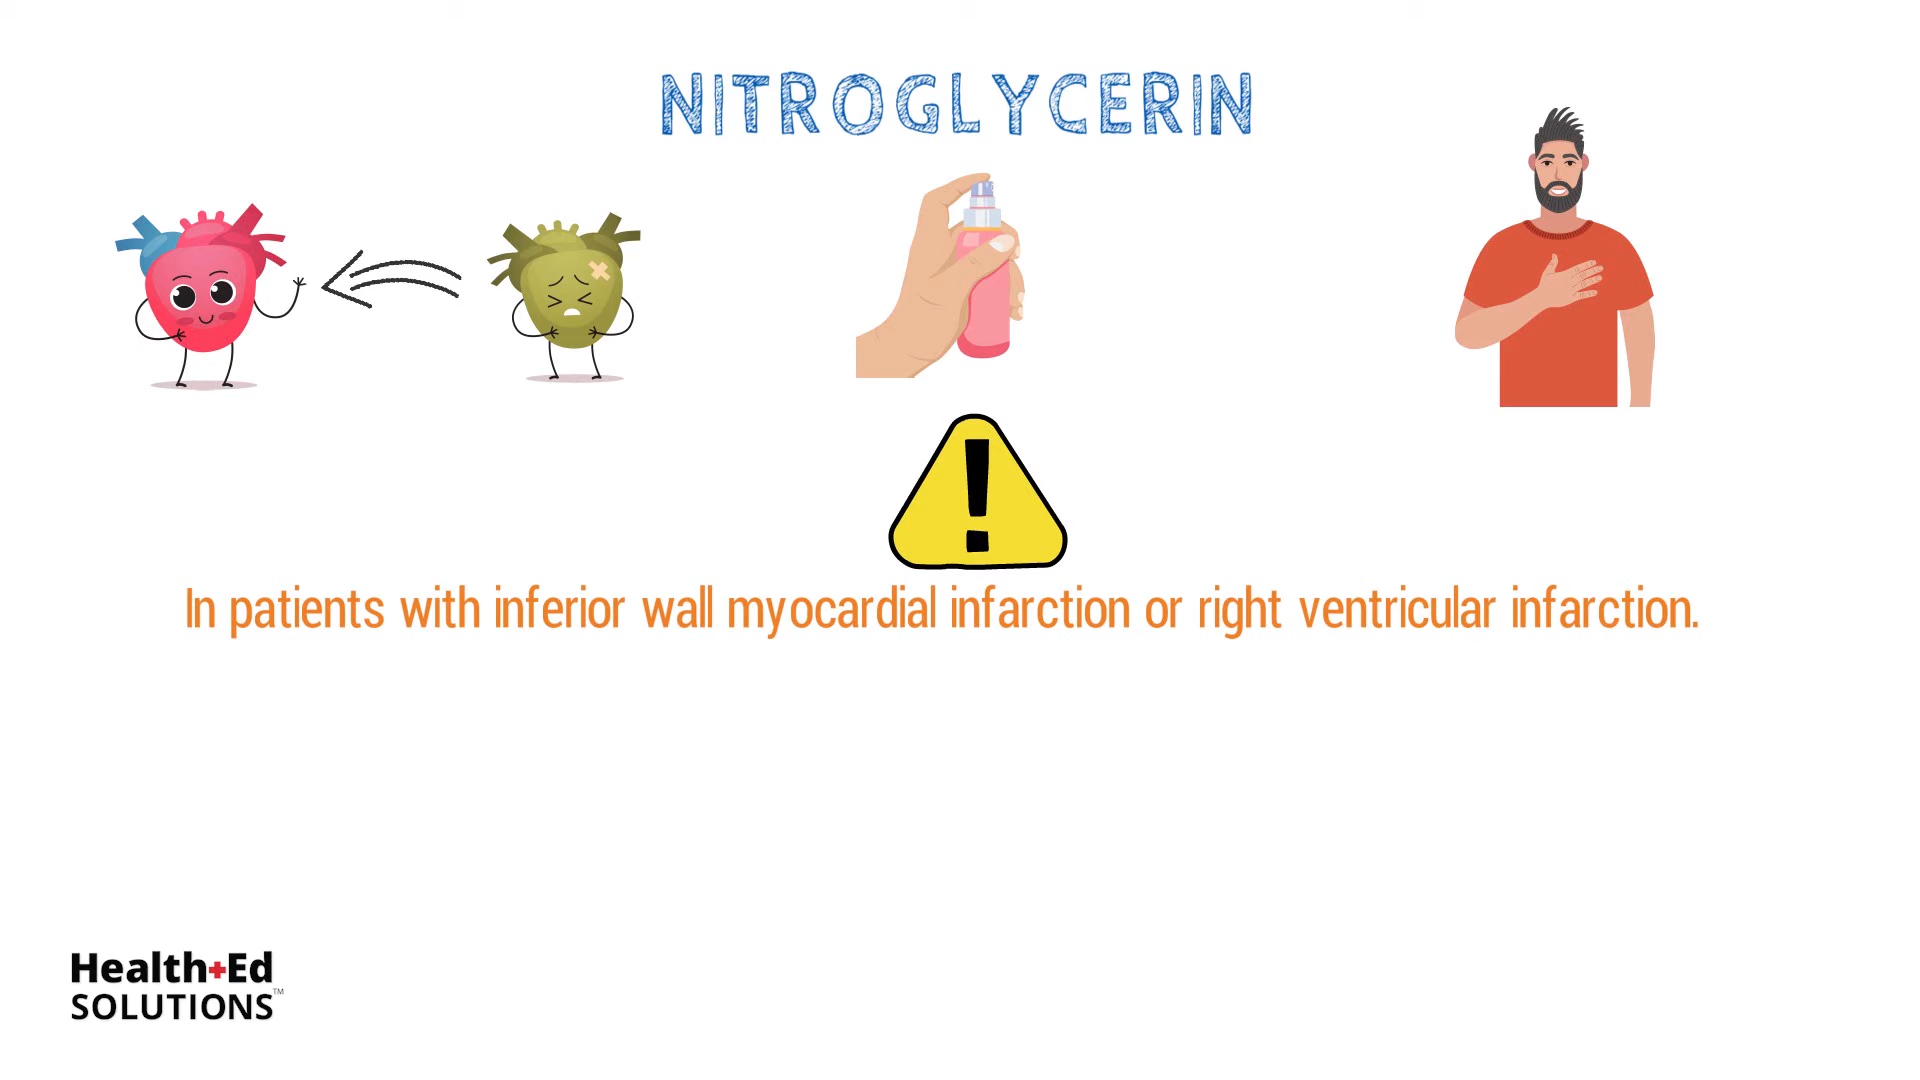 NITROGLYCERIN
In patients with inferior wall myocardial infarction or right ventricular infarction.
Health+Ed
SOLUTIONS™